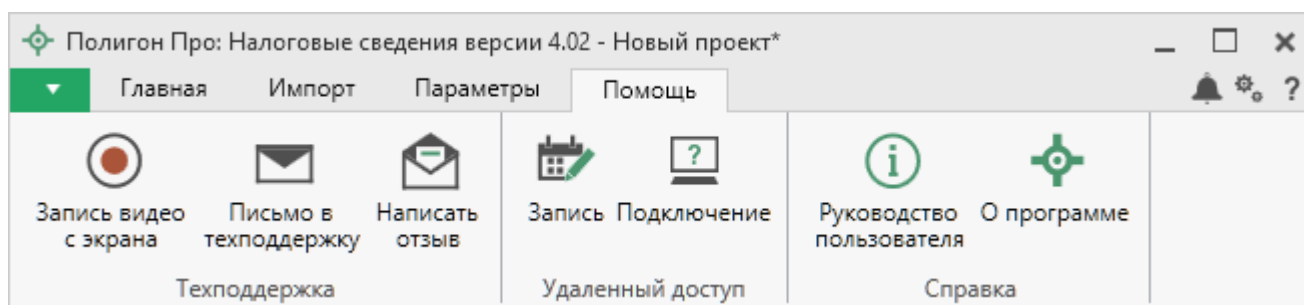 Полигон Про: Налоговые сведения версии 4.02 - Новый проект*
Главная Импорт Параметры Помощь ?
? i
Запись видео Письмо в Написать Запись Подключение Руководство О программе
с экрана техподдержку отзыв пользователя
Техподдержка Удаленный доступ Справка